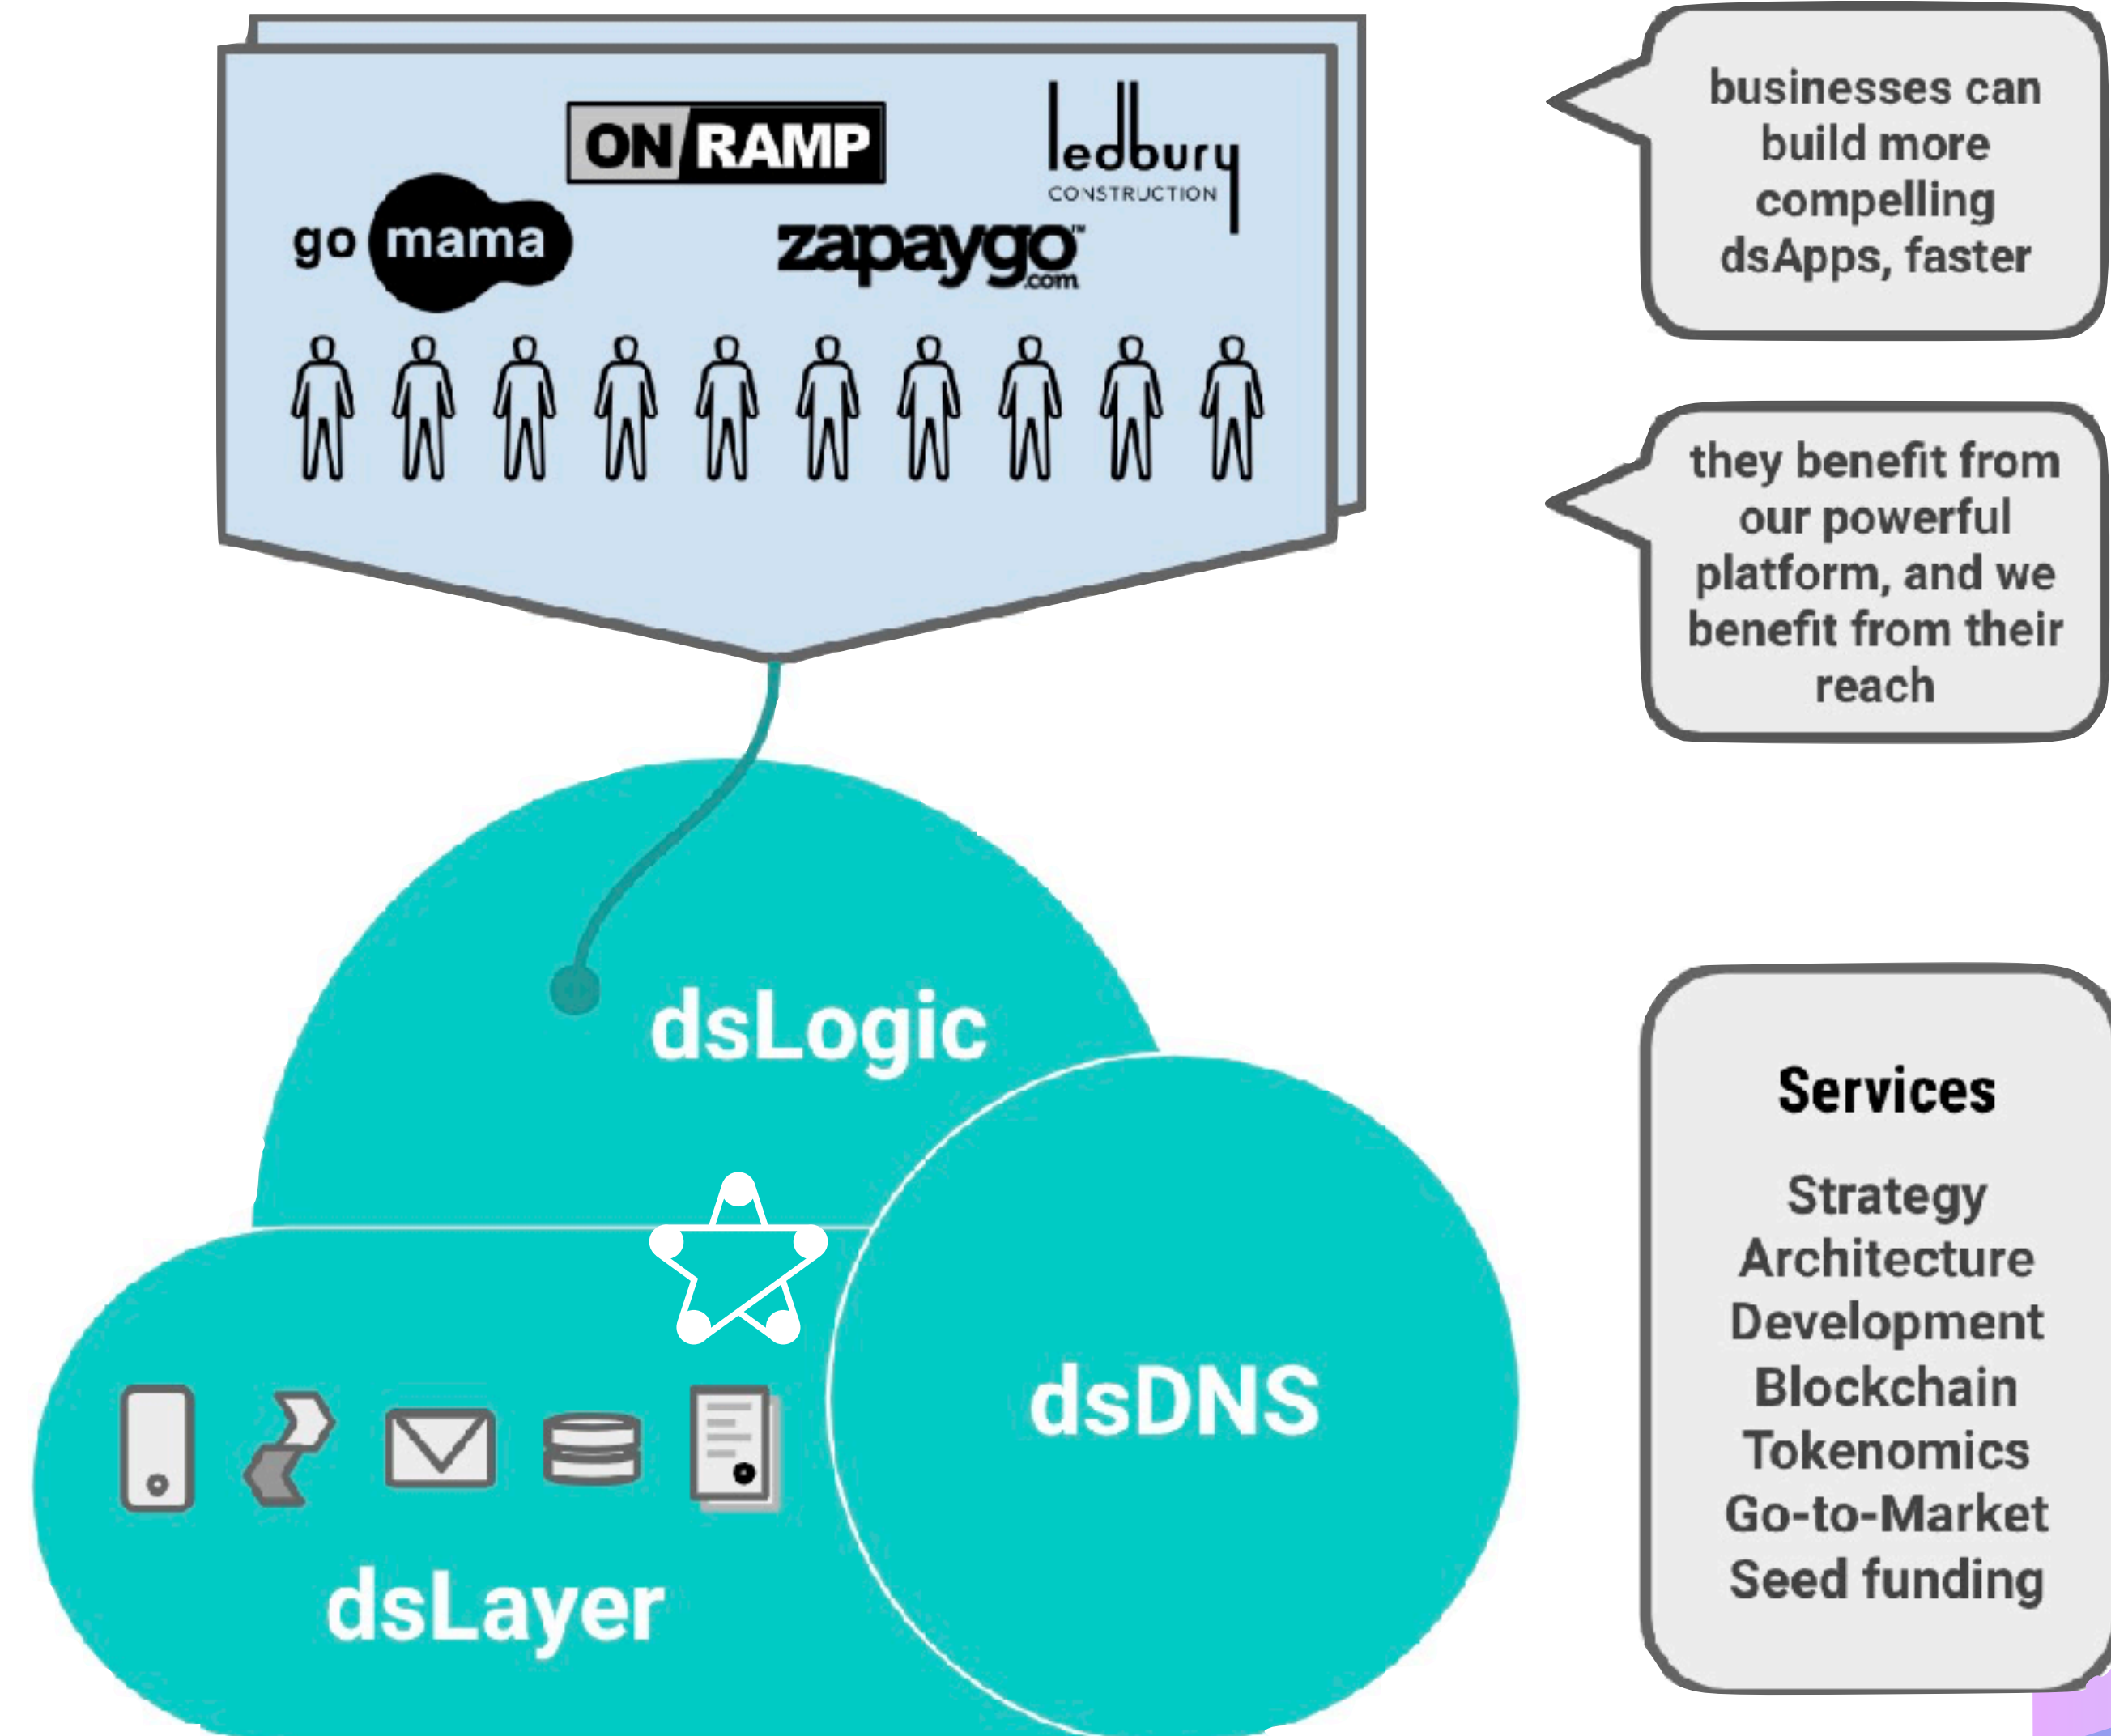 ON RAMP
ledbury
CONSTRUCTION
go mama
zapaygo™
.com
businesses can
build more
compelling
dsApps, faster
they benefit from
our powerful
platform, and we
benefit from their
reach
dsLogic
dsDNS
dsLayer
Services
Strategy
Architecture
Development
Blockchain
Tokenomics
Go-to-Market
Seed funding